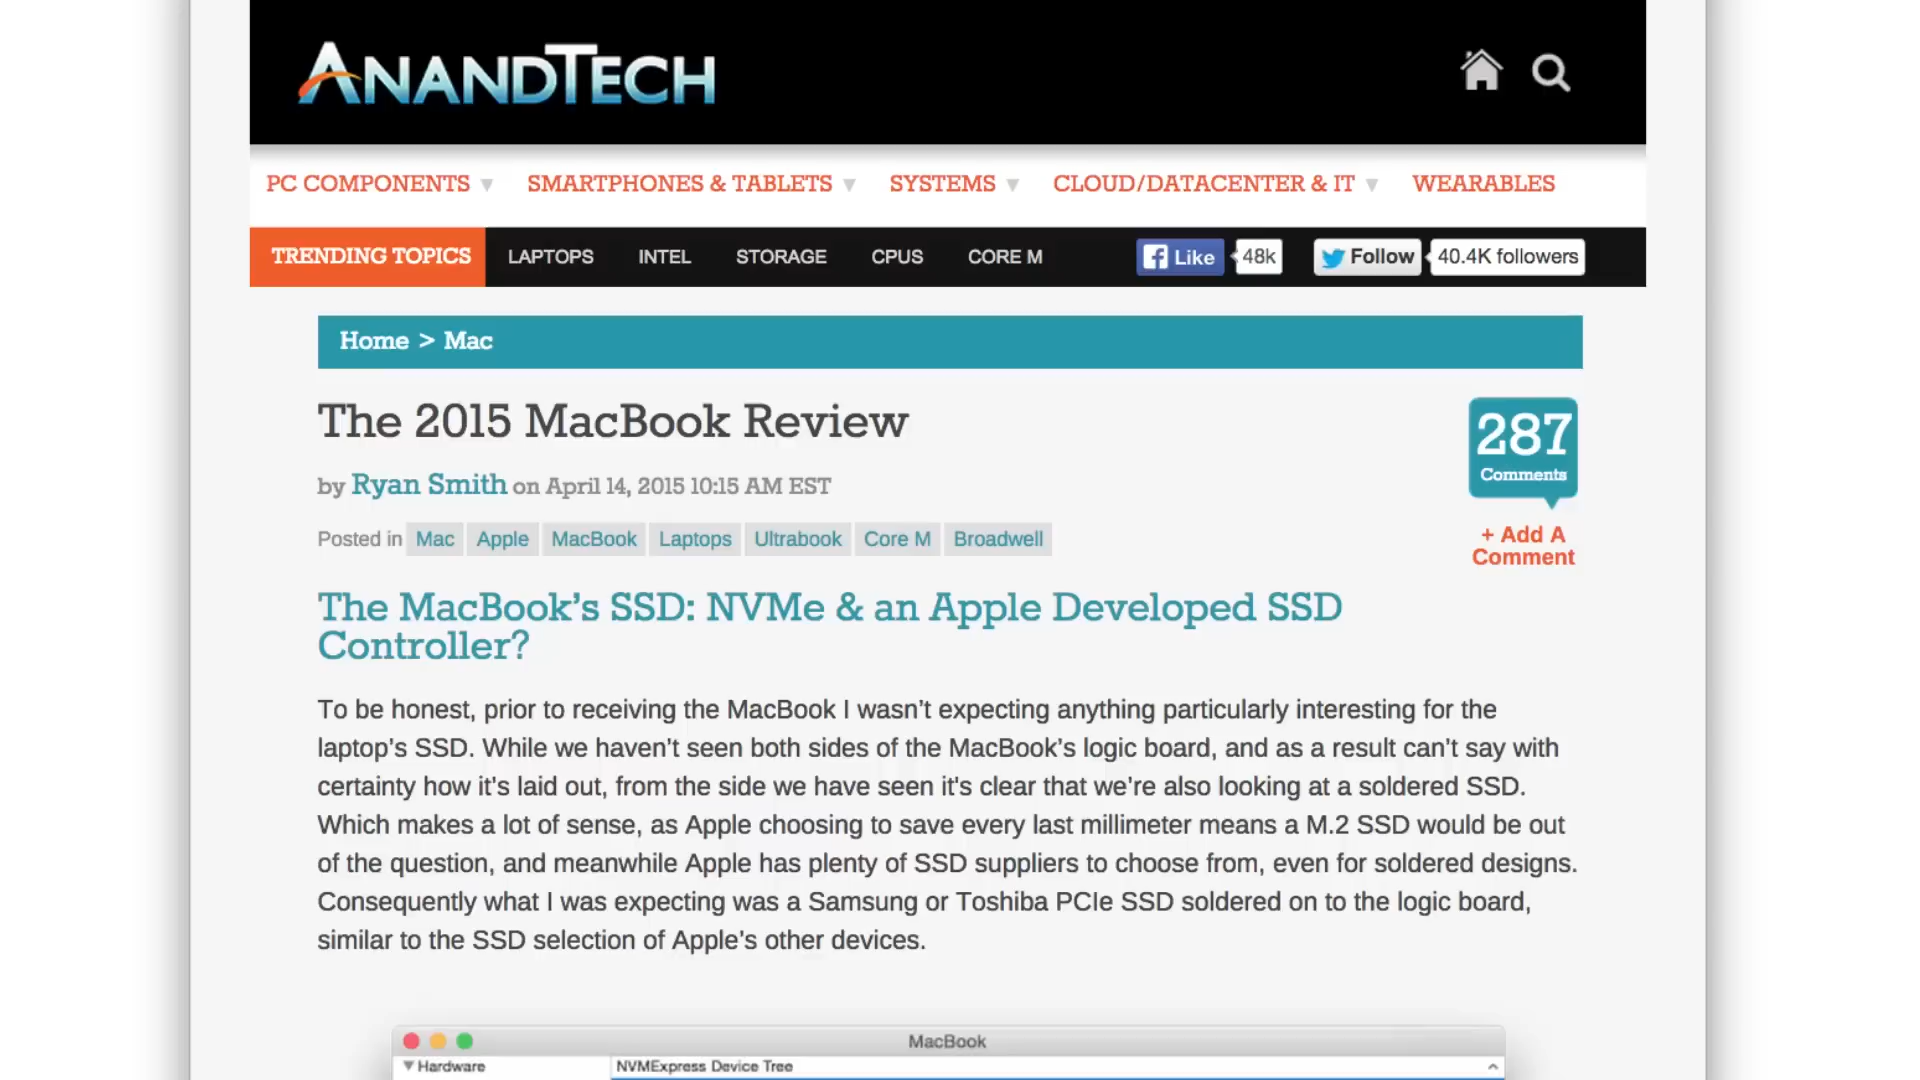 ANANDTECH
PC COMPONENTS SMARTPHONES & TABLETS SYSTEMS CLOUD/DATACENTER & IT WEARABLES
TRENDING TOPICS LAPTOPS INTEL STORAGE CPUS CORE M Like 48k Follow 40.4K followers
Home > Mac
The 2015 MacBook Review
287
Comments
by Ryan Smith on April 14, 2015 10:15 AM EST
+ Add A
Comment
Posted in Mac Apple MacBook Laptops Ultrabook Core M Broadwell
The MacBook’s SSD: NVMe & an Apple Developed SSD
Controller?
To be honest, prior to receiving the MacBook I wasn’t expecting anything particularly interesting for the
laptop’s SSD. While we haven’t seen both sides of the MacBook’s logic board, and as a result can’t say with
certainty how it's laid out, from the side we have seen it's clear that we’re also looking at a soldered SSD.
Which makes a lot of sense, as Apple choosing to save every last millimeter means a M.2 SSD would be out
of the question, and meanwhile Apple has plenty of SSD suppliers to choose from, even for soldered designs.
Consequently what I was expecting was a Samsung or Toshiba PCIe SSD soldered on to the logic board,
similar to the SSD selection of Apple’s other devices.
MacBook
Hardware NVMExpress Device Tree